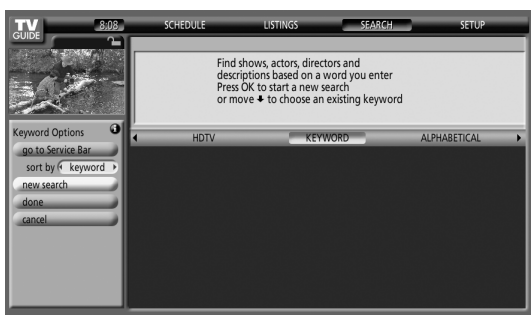 TV
GUIDE
8:08
SCHEDULE LISTINGS SEARCH SETUP
Find shows, actors, directors and
descriptions based on a word you enter
Press OK to start a new search
or move ⬇ to choose an existing keyword
HDTV KEYWORD ALPHABETICAL
Keyword Options
go to Service Bar
sort by keyword
new search
done
cancel